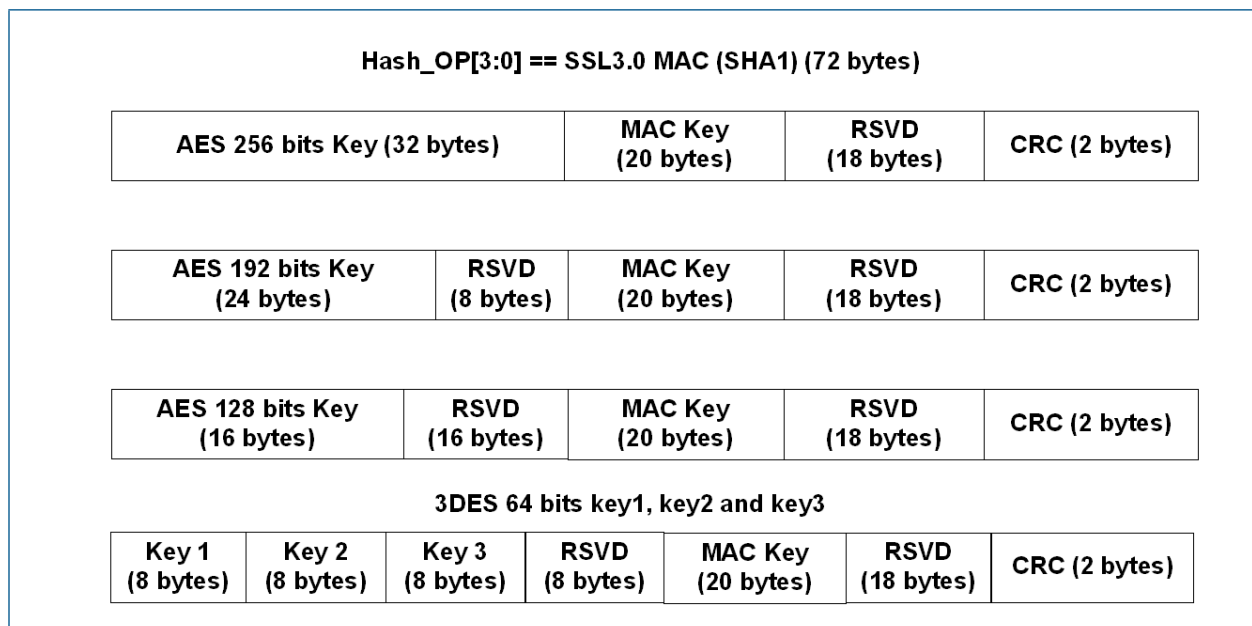 Hash_OP[3:0] == SSL3.0 MAC (SHA1) (72 bytes)
AES 256 bits Key (32 bytes)
MAC Key
(20 bytes)
RSVD
(18 bytes)
CRC (2 bytes)
AES 192 bits Key
(24 bytes)
RSVD
(8 bytes)
MAC Key
(20 bytes)
RSVD
(18 bytes)
CRC (2 bytes)
AES 128 bits Key
(16 bytes)
RSVD
(16 bytes)
MAC Key
(20 bytes)
RSVD
(18 bytes)
CRC (2 bytes)
3DES 64 bits key1, key2 and key3
Key 1
(8 bytes)
Key 2
(8 bytes)
Key 3
(8 bytes)
RSVD
(8 bytes)
MAC Key
(20 bytes)
RSVD
(18 bytes)
CRC (2 bytes)